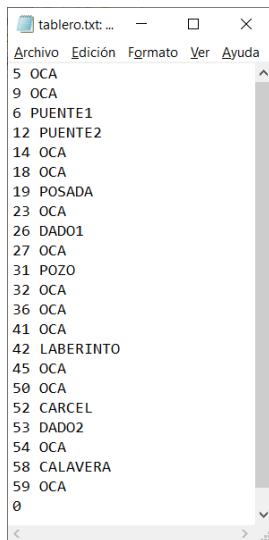 tablero.txt: ...
Archivo Edición Formato Ver Ayuda
5 OCA
9 OCA
6 PUENTE1
12 PUENTE2
14 OCA
18 OCA
19 POSADA
23 OCA
26 DADO1
27 OCA
31 POZO
32 OCA
36 OCA
41 OCA
42 LABERINTO
45 OCA
50 OCA
52 CARCEL
53 DADO2
54 OCA
58 CALAVERA
59 OCA
0